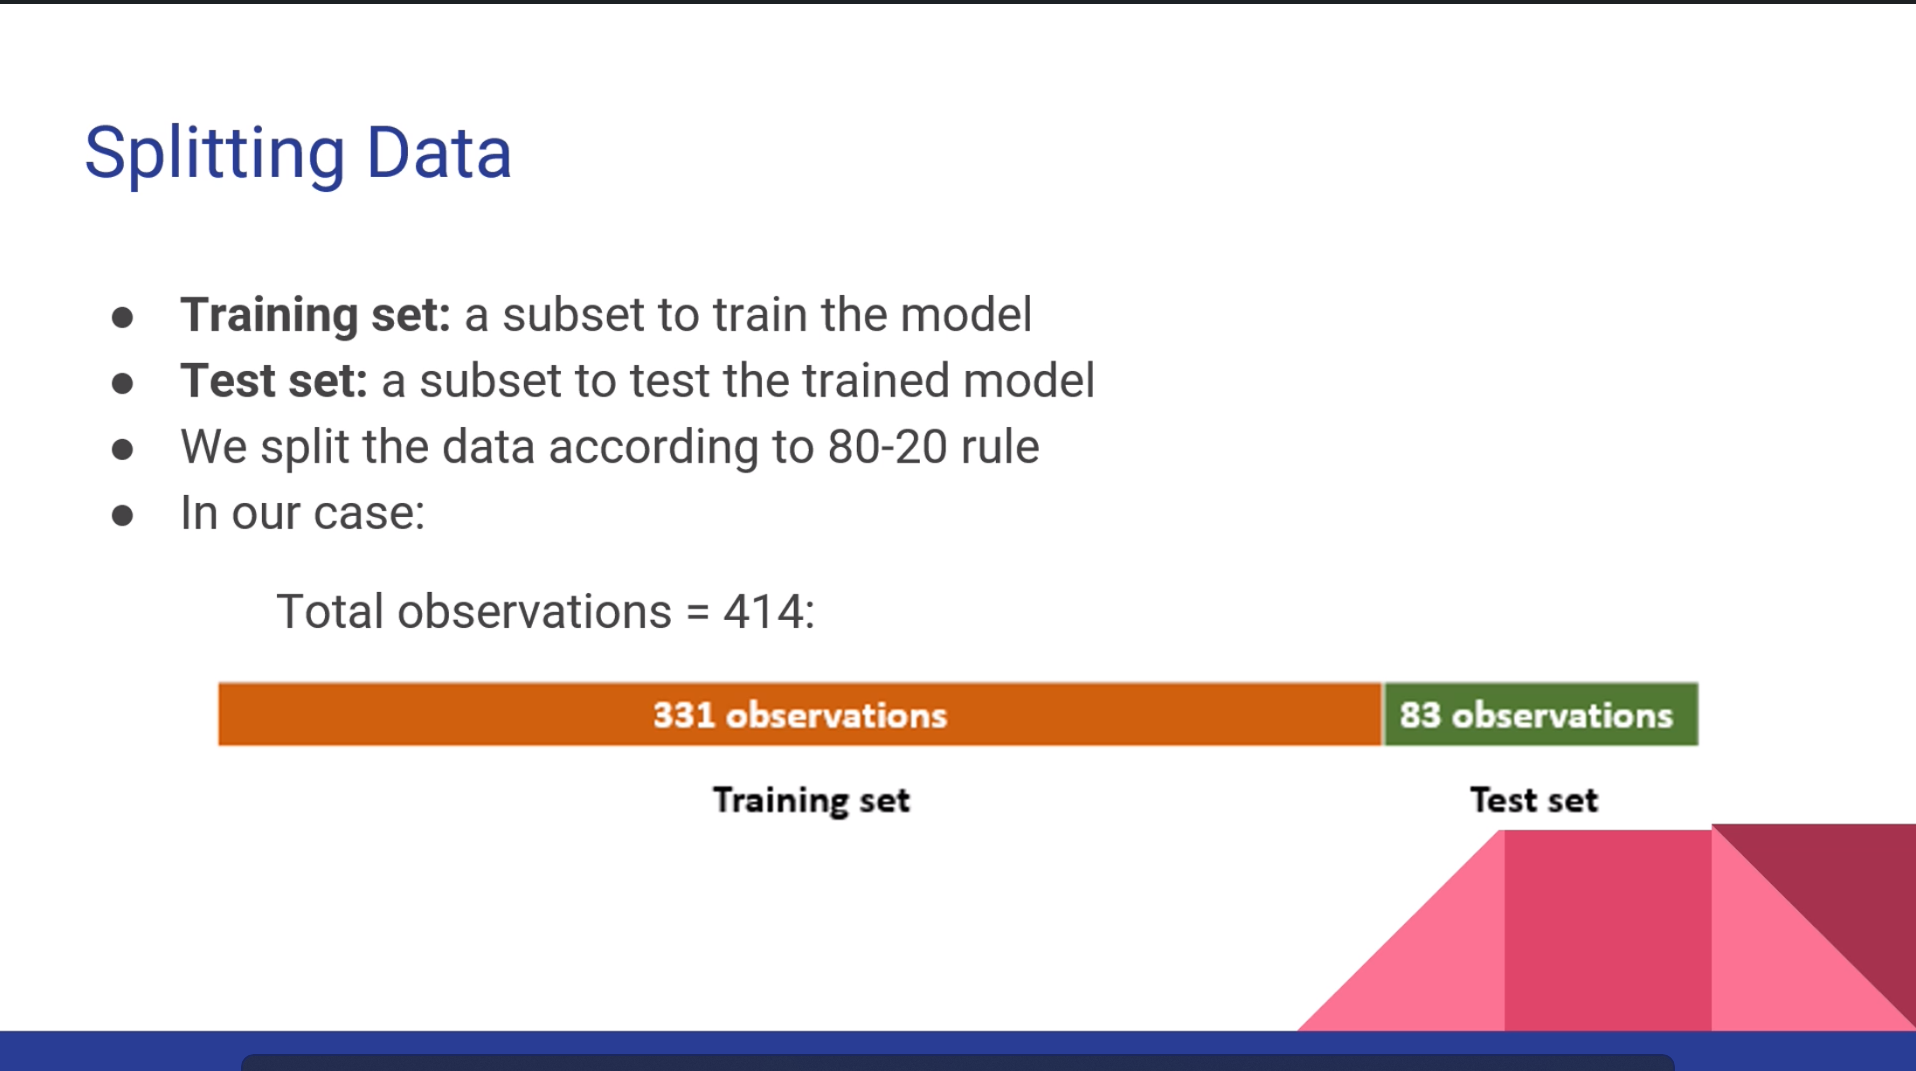 Splitting Data
● Training set: a subset to train the model
● Test set: a subset to test the trained model
● We split the data according to 80-20 rule
● In our case:
Total observations = 414:
331 observations
83 observations
Training set
Test set